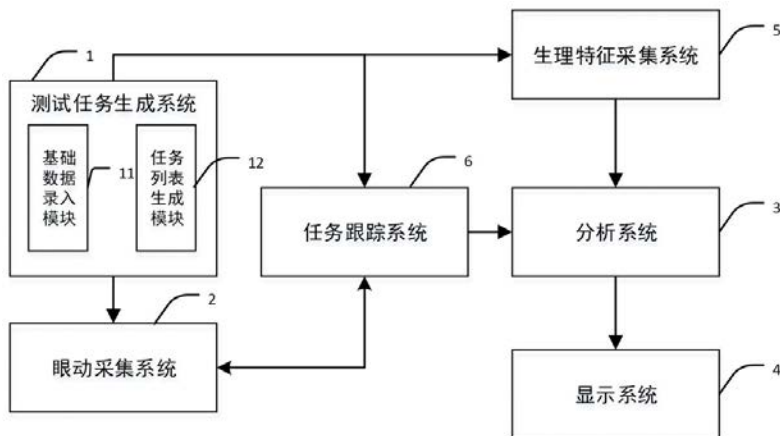 1
测试任务生成系统
基础
数据
录入
模块
11
任务
列表
生成
模块
12
2
眼动采集系统
6
任务跟踪系统
5
生理特征采集系统
3
分析系统
4
显示系统